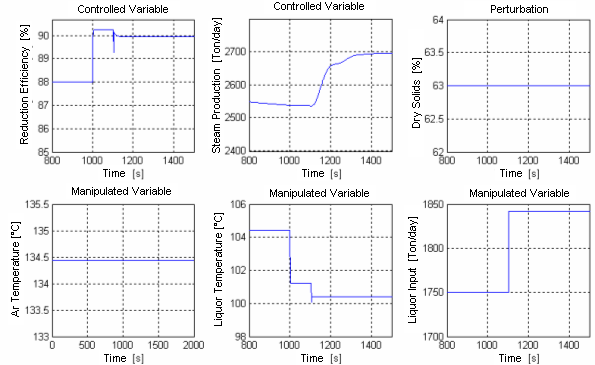 Controlled Variable
Controlled Variable
Perturbation
Reduction Efficiency [%]
90
89
88
87
86
85
800 1000 1200 1400
Time [s]
Steam Production [Ton/day]
2700
2600
2500
2400
800 1000 1200 1400
Time [s]
Dry Solids [%]
64
63.5
63
62.5
62
800 1000 1200 1400
Time [s]
Manipulated Variable
Manipulated Variable
Manipulated Variable
Ar Temperature [°C]
135.5
135
134.5
134
133.5
133
0 500 1000 1500 2000
Time [s]
Liquor Temperature [°C]
106
104
102
100
98
800 1000 1200 1400
Time [s]
Liquor Input [Ton/day]
1850
1800
1750
1700
800 1000 1200 1400
Time [s]